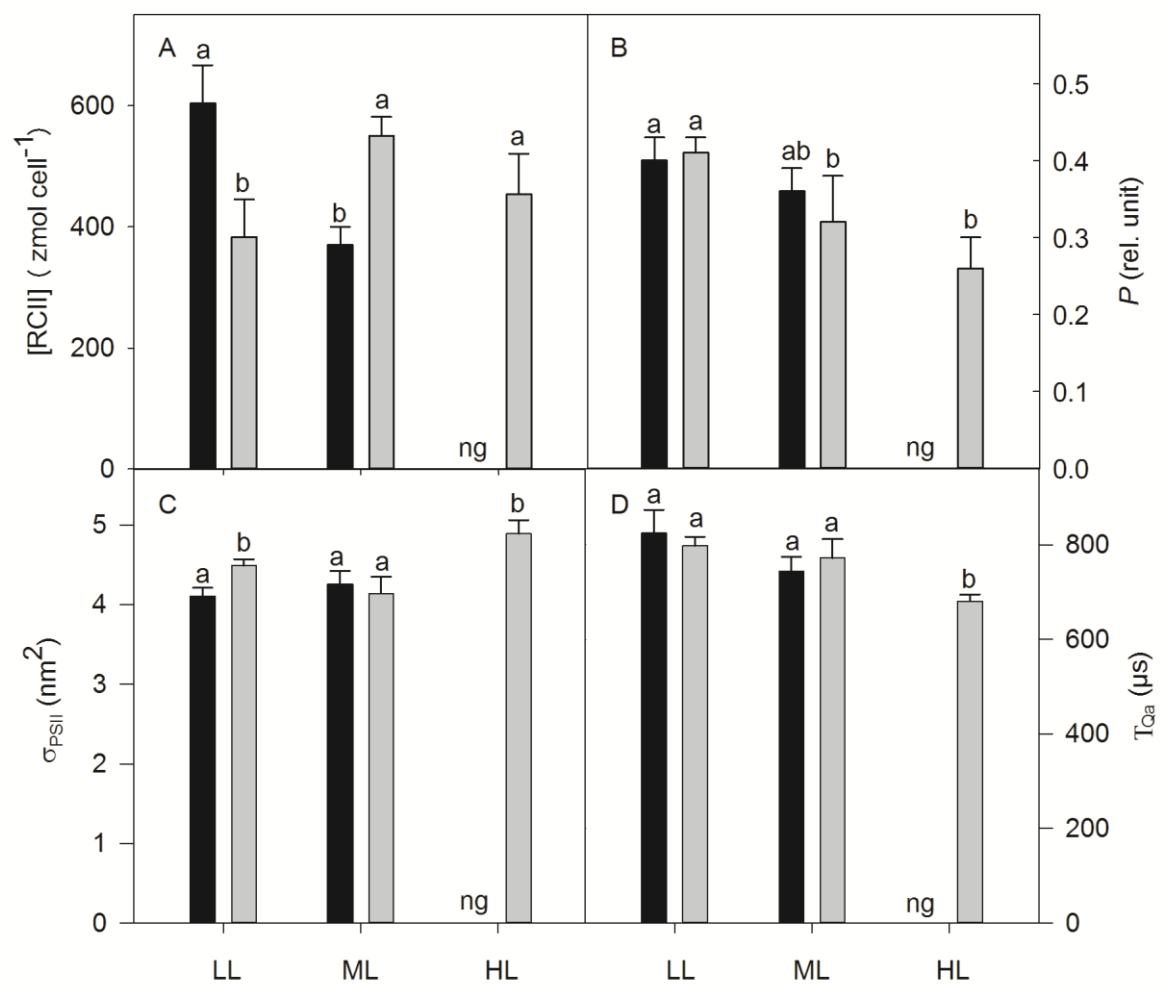 A
a
b
b
a
a
ng
[RCII] ( zmol cell-1)
600
400
200
0
B
a
a
ab
b
b
ng
0.5
0.4
0.3
0.2
0.1
0.0
P (rel. unit)
C
a
b
a
a
b
ng
σPSII (nm2)
5
4
3
2
1
0
LL ML HL
D
a
a
a
a
b
ng
800
600
400
200
0
TQa (µs)
LL ML HL